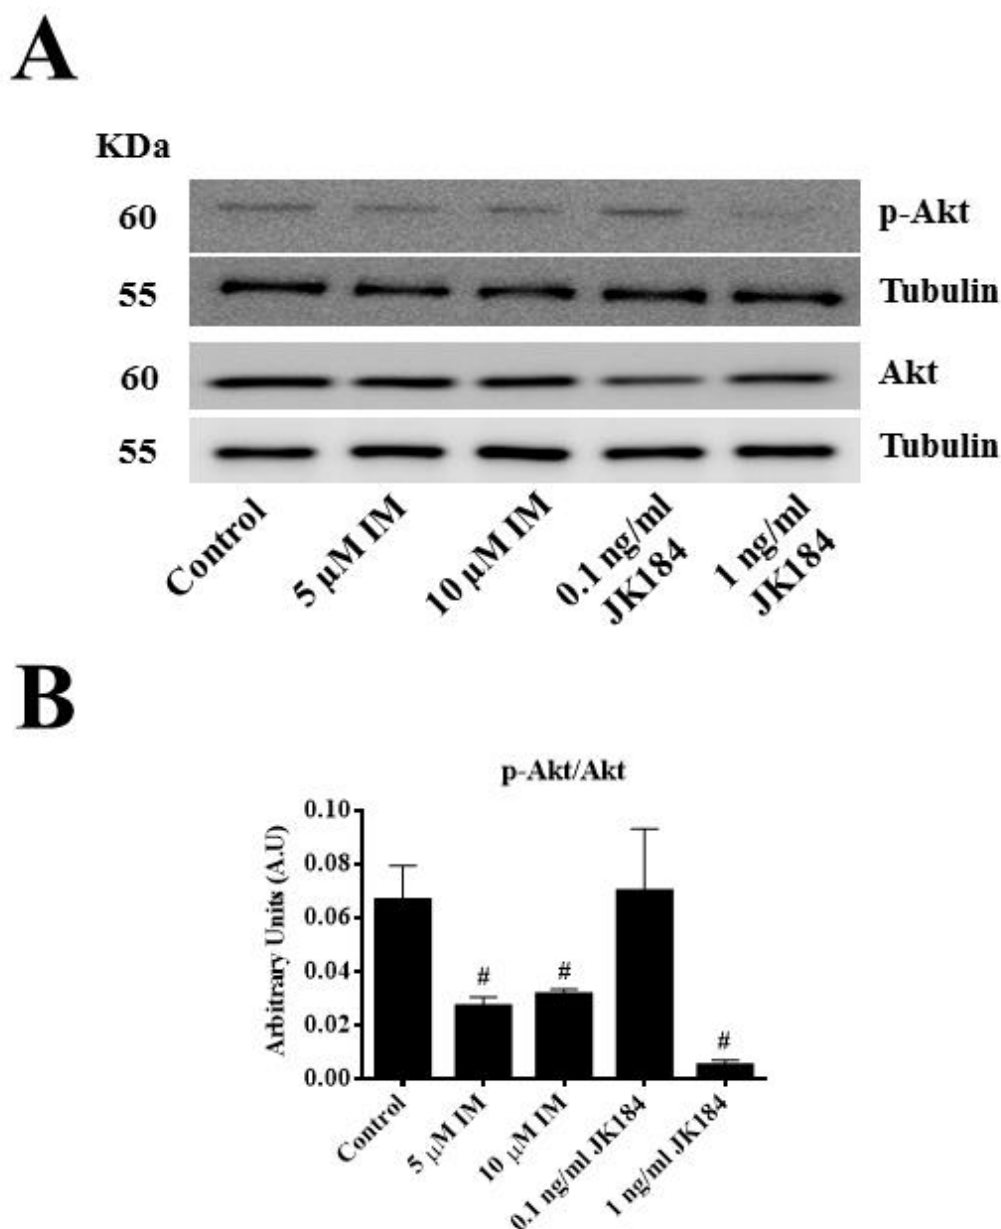 A
KDa
60
p-Akt
55
Tubulin
60
Akt
55
Tubulin
Control
5 µM IM
10 µM IM
0.1 ng/ml
JK184
1 ng/ml
JK184
B
p-Akt/Akt
Arbitrary Units (A.U)
0.10
0.08
0.06
0.04
0.02
0.00
#
#
#
Control
5 µM IM
10 µM IM
0.1 ng/ml JK184
1 ng/ml JK184